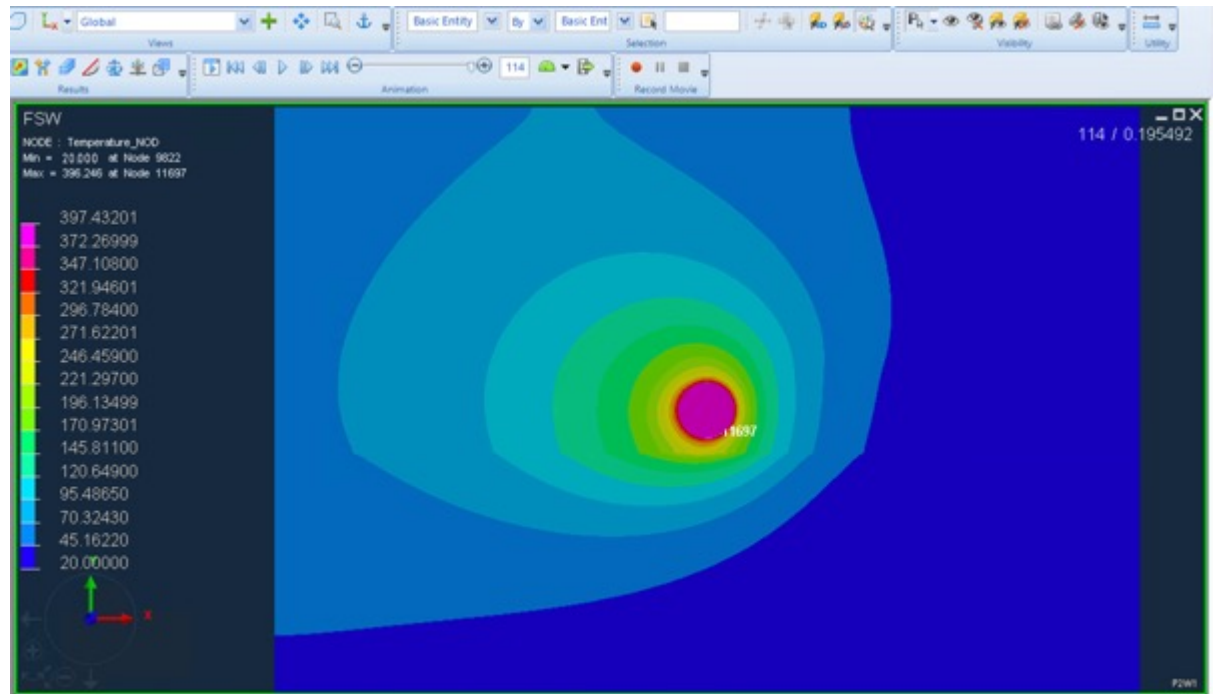 Global
Basic Entity By Basic Ent
Views Selection Visibility Utility
114
Results Animation Record Movie
FSW
NODE : Temperature_NOD
Min = 20.000 at Node 9822
Max = 396.246 at Node 11697
114 / 0.195492
397.43201
372.26999
347.10800
321.94601
296.78400
271.62201
246.45900
221.29700
196.13499
170.97301
145.81100
120.64900
95.48650
70.32430
45.16220
20.00000
11697
Y
X
P2W1